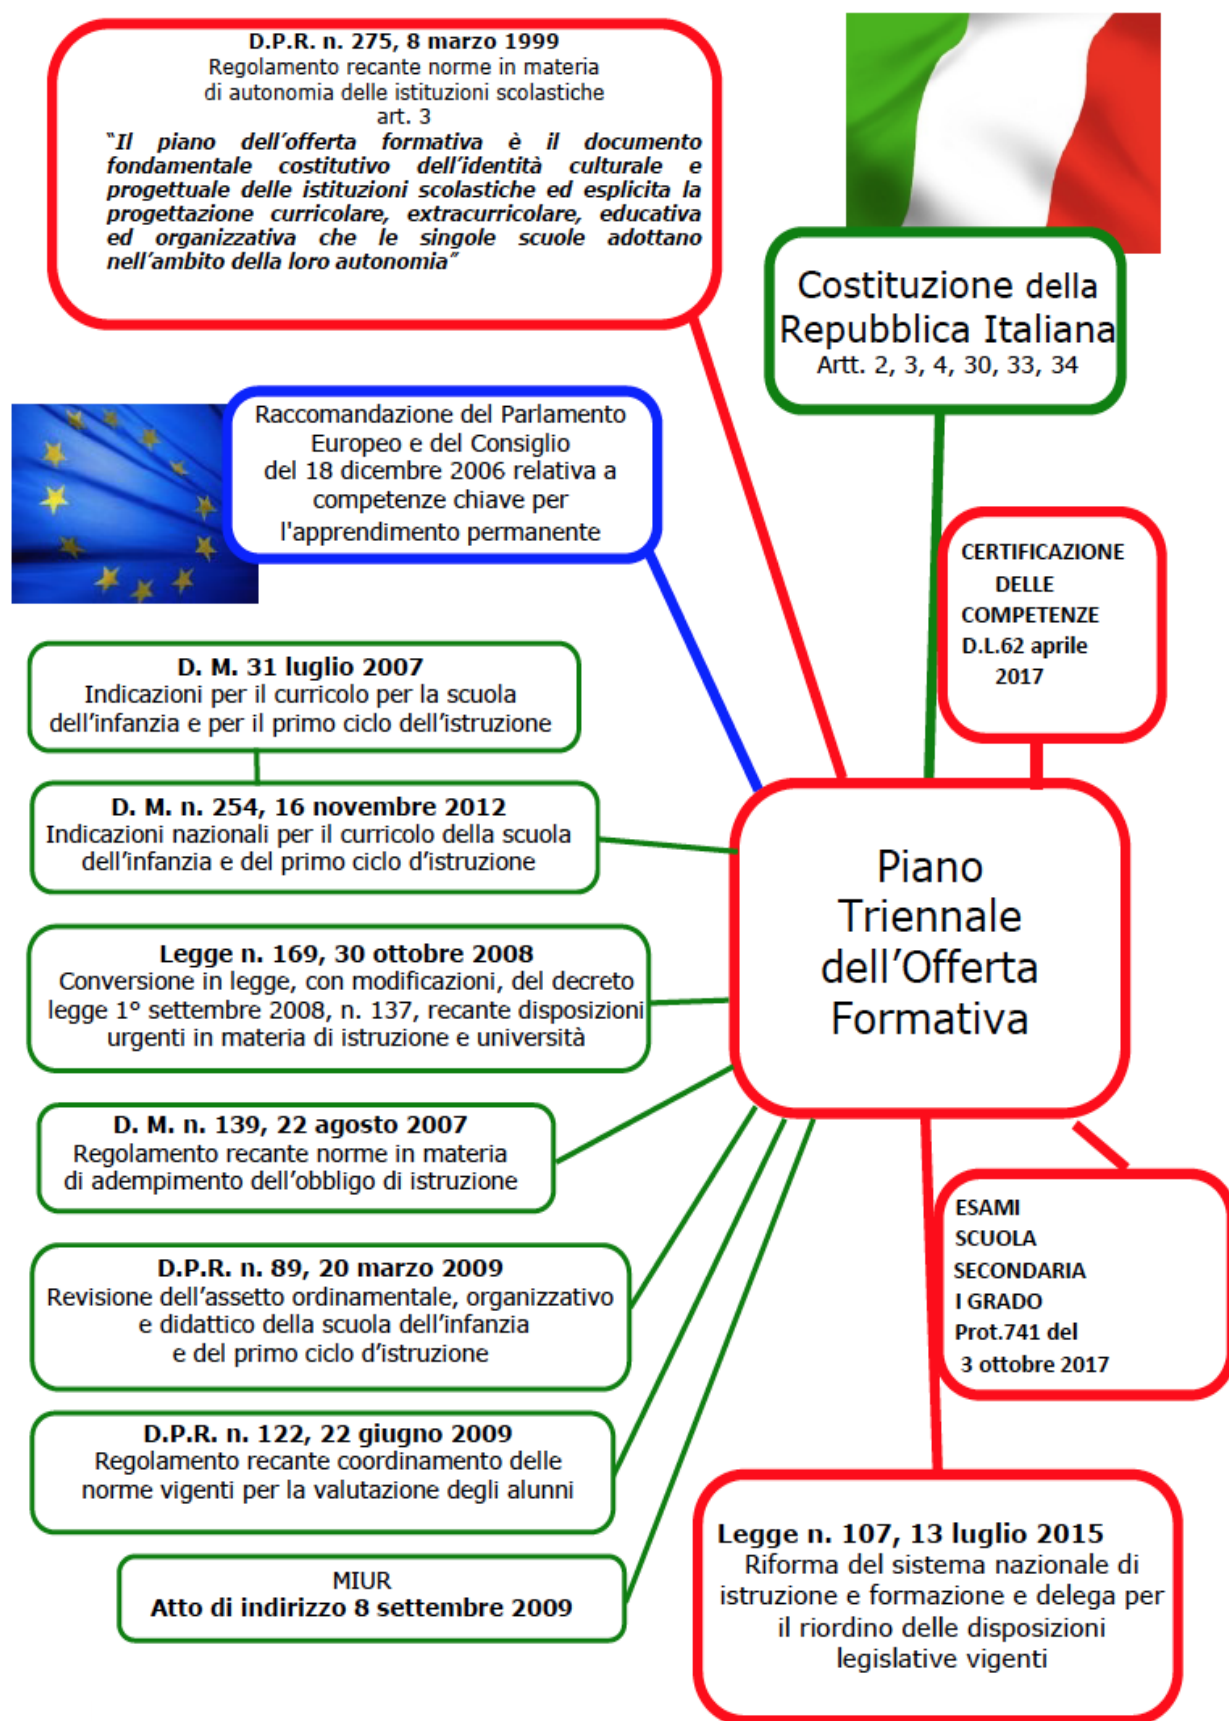 D.P.R. n. 275, 8 marzo 1999
Regolamento recante norme in materia
di autonomia delle istituzioni scolastiche
art. 3
“Il piano dell’offerta formativa è il documento
fondamentale costitutivo dell’identità culturale e
progettuale delle istituzioni scolastiche ed esplicita la
progettazione curricolare, extracurricolare, educativa
ed organizzativa che le singole scuole adottano
nell’ambito della loro autonomia”
Costituzione della
Repubblica Italiana
Artt. 2, 3, 4, 30, 33, 34
Raccomandazione del Parlamento
Europeo e del Consiglio
del 18 dicembre 2006 relativa a
competenze chiave per
l'apprendimento permanente
CERTIFICAZIONE
DELLE
COMPETENZE
D.L.62 aprile
2017
D. M. 31 luglio 2007
Indicazioni per il curricolo per la scuola
dell’infanzia e per il primo ciclo dell’istruzione
D. M. n. 254, 16 novembre 2012
Indicazioni nazionali per il curricolo della scuola
dell’infanzia e del primo ciclo d’istruzione
Piano
Triennale
dell’Offerta
Formativa
Legge n. 169, 30 ottobre 2008
Conversione in legge, con modificazioni, del decreto
legge 1° settembre 2008, n. 137, recante disposizioni
urgenti in materia di istruzione e università
D. M. n. 139, 22 agosto 2007
Regolamento recante norme in materia
di adempimento dell’obbligo di istruzione
ESAMI
SCUOLA
SECONDARIA
I GRADO
Prot.741 del
3 ottobre 2017
D.P.R. n. 89, 20 marzo 2009
Revisione dell’assetto ordinamentale, organizzativo
e didattico della scuola dell’infanzia
e del primo ciclo d’istruzione
D.P.R. n. 122, 22 giugno 2009
Regolamento recante coordinamento delle
norme vigenti per la valutazione degli alunni
MIUR
Atto di indirizzo 8 settembre 2009
Legge n. 107, 13 luglio 2015
Riforma del sistema nazionale di
istruzione e formazione e delega per
il riordino delle disposizioni
legislative vigenti